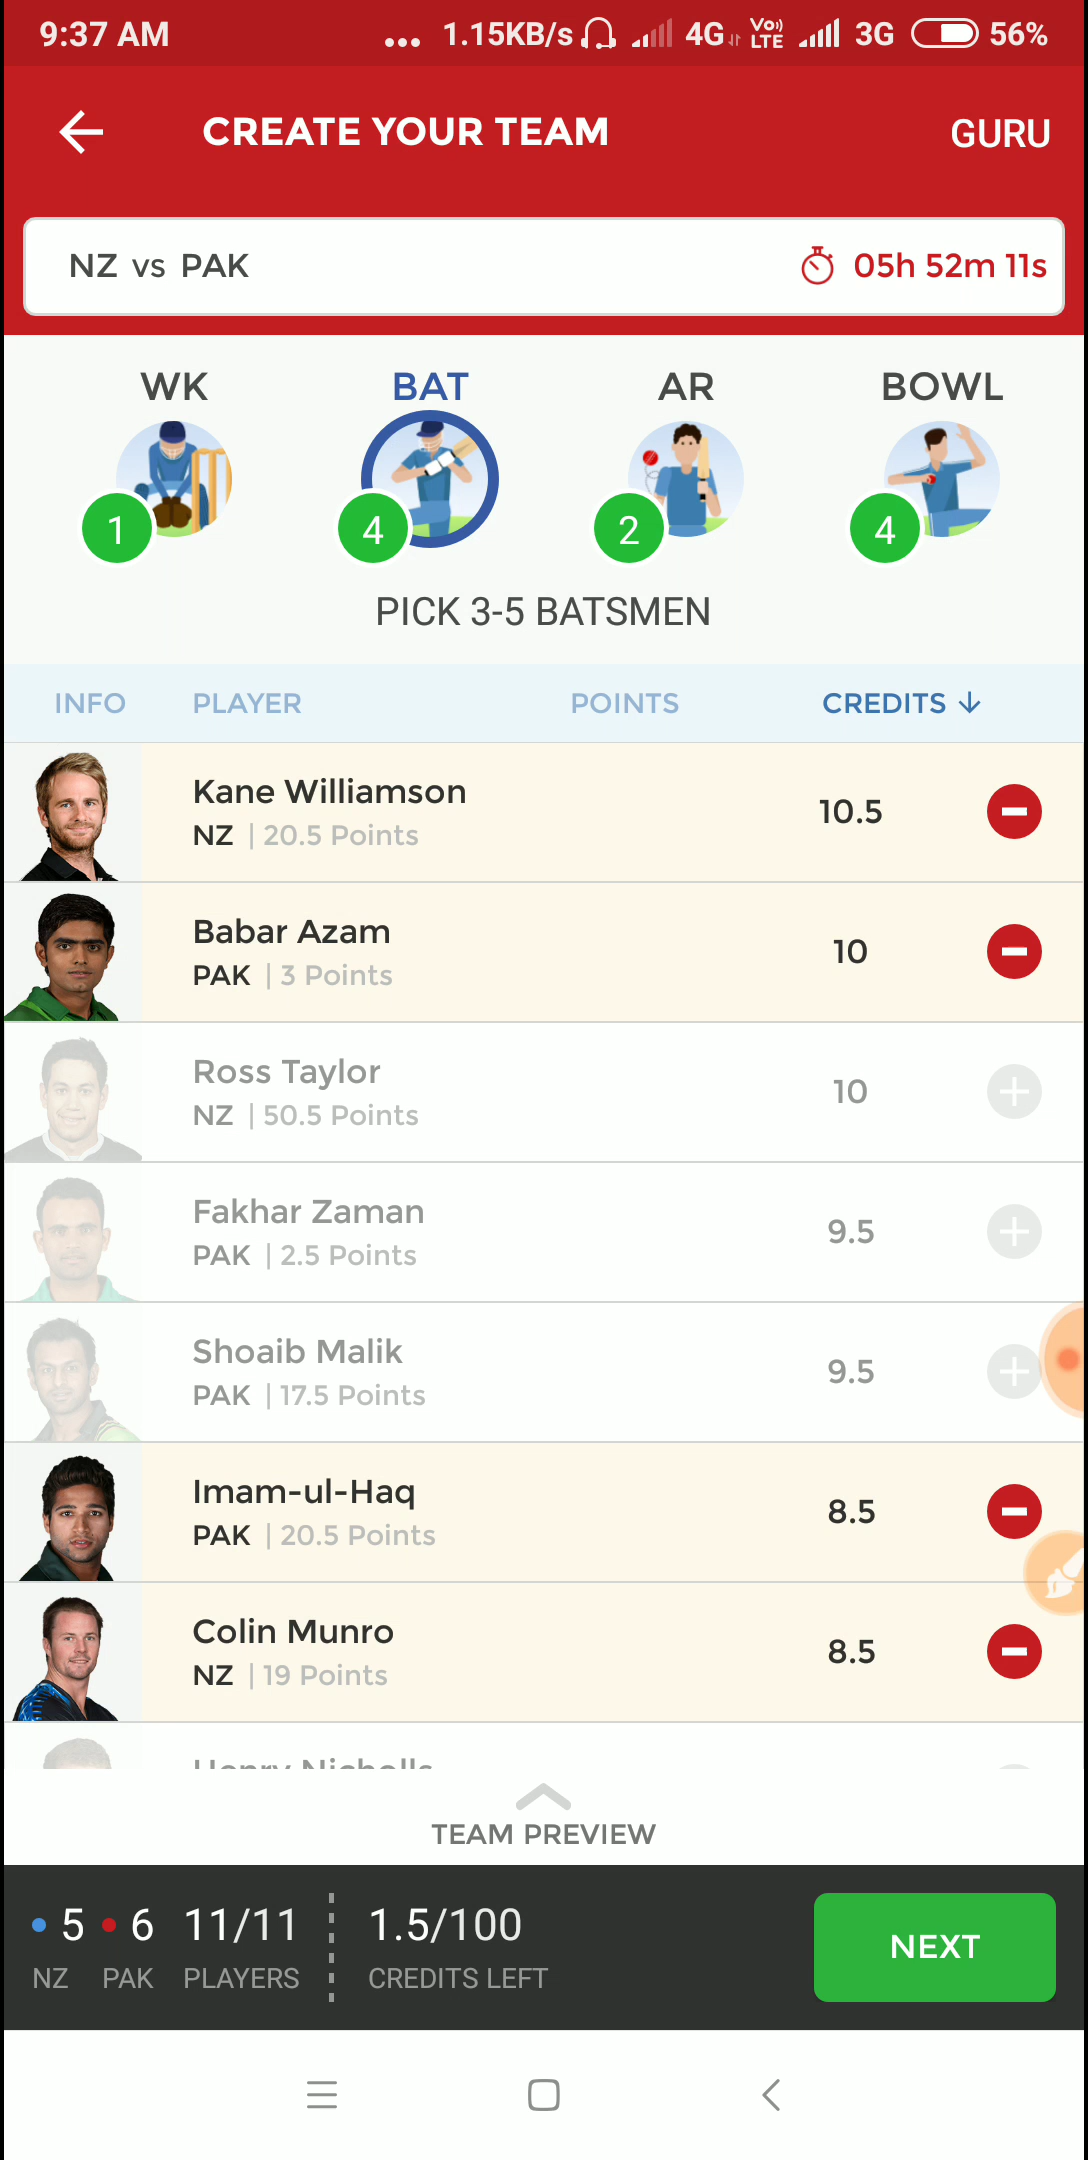 9:37 AM ... 1.15KB/s 4G VoLTE 3G 56%
CREATE YOUR TEAM GURU
NZ vs PAK 05h 52m 11s
WK BAT AR BOWL
1 4 2 4
PICK 3-5 BATSMEN
INFO PLAYER POINTS CREDITS ↓
Kane Williamson
NZ | 20.5 Points 10.5
Babar Azam
PAK | 3 Points 10
Ross Taylor
NZ | 50.5 Points 10
Fakhar Zaman
PAK | 2.5 Points 9.5
Shoaib Malik
PAK | 17.5 Points 9.5
Imam-ul-Haq
PAK | 20.5 Points 8.5
Colin Munro
NZ | 19 Points 8.5
Henry Nicholls
TEAM PREVIEW
5 6 11/11 1.5/100 NEXT
NZ PAK PLAYERS CREDITS LEFT